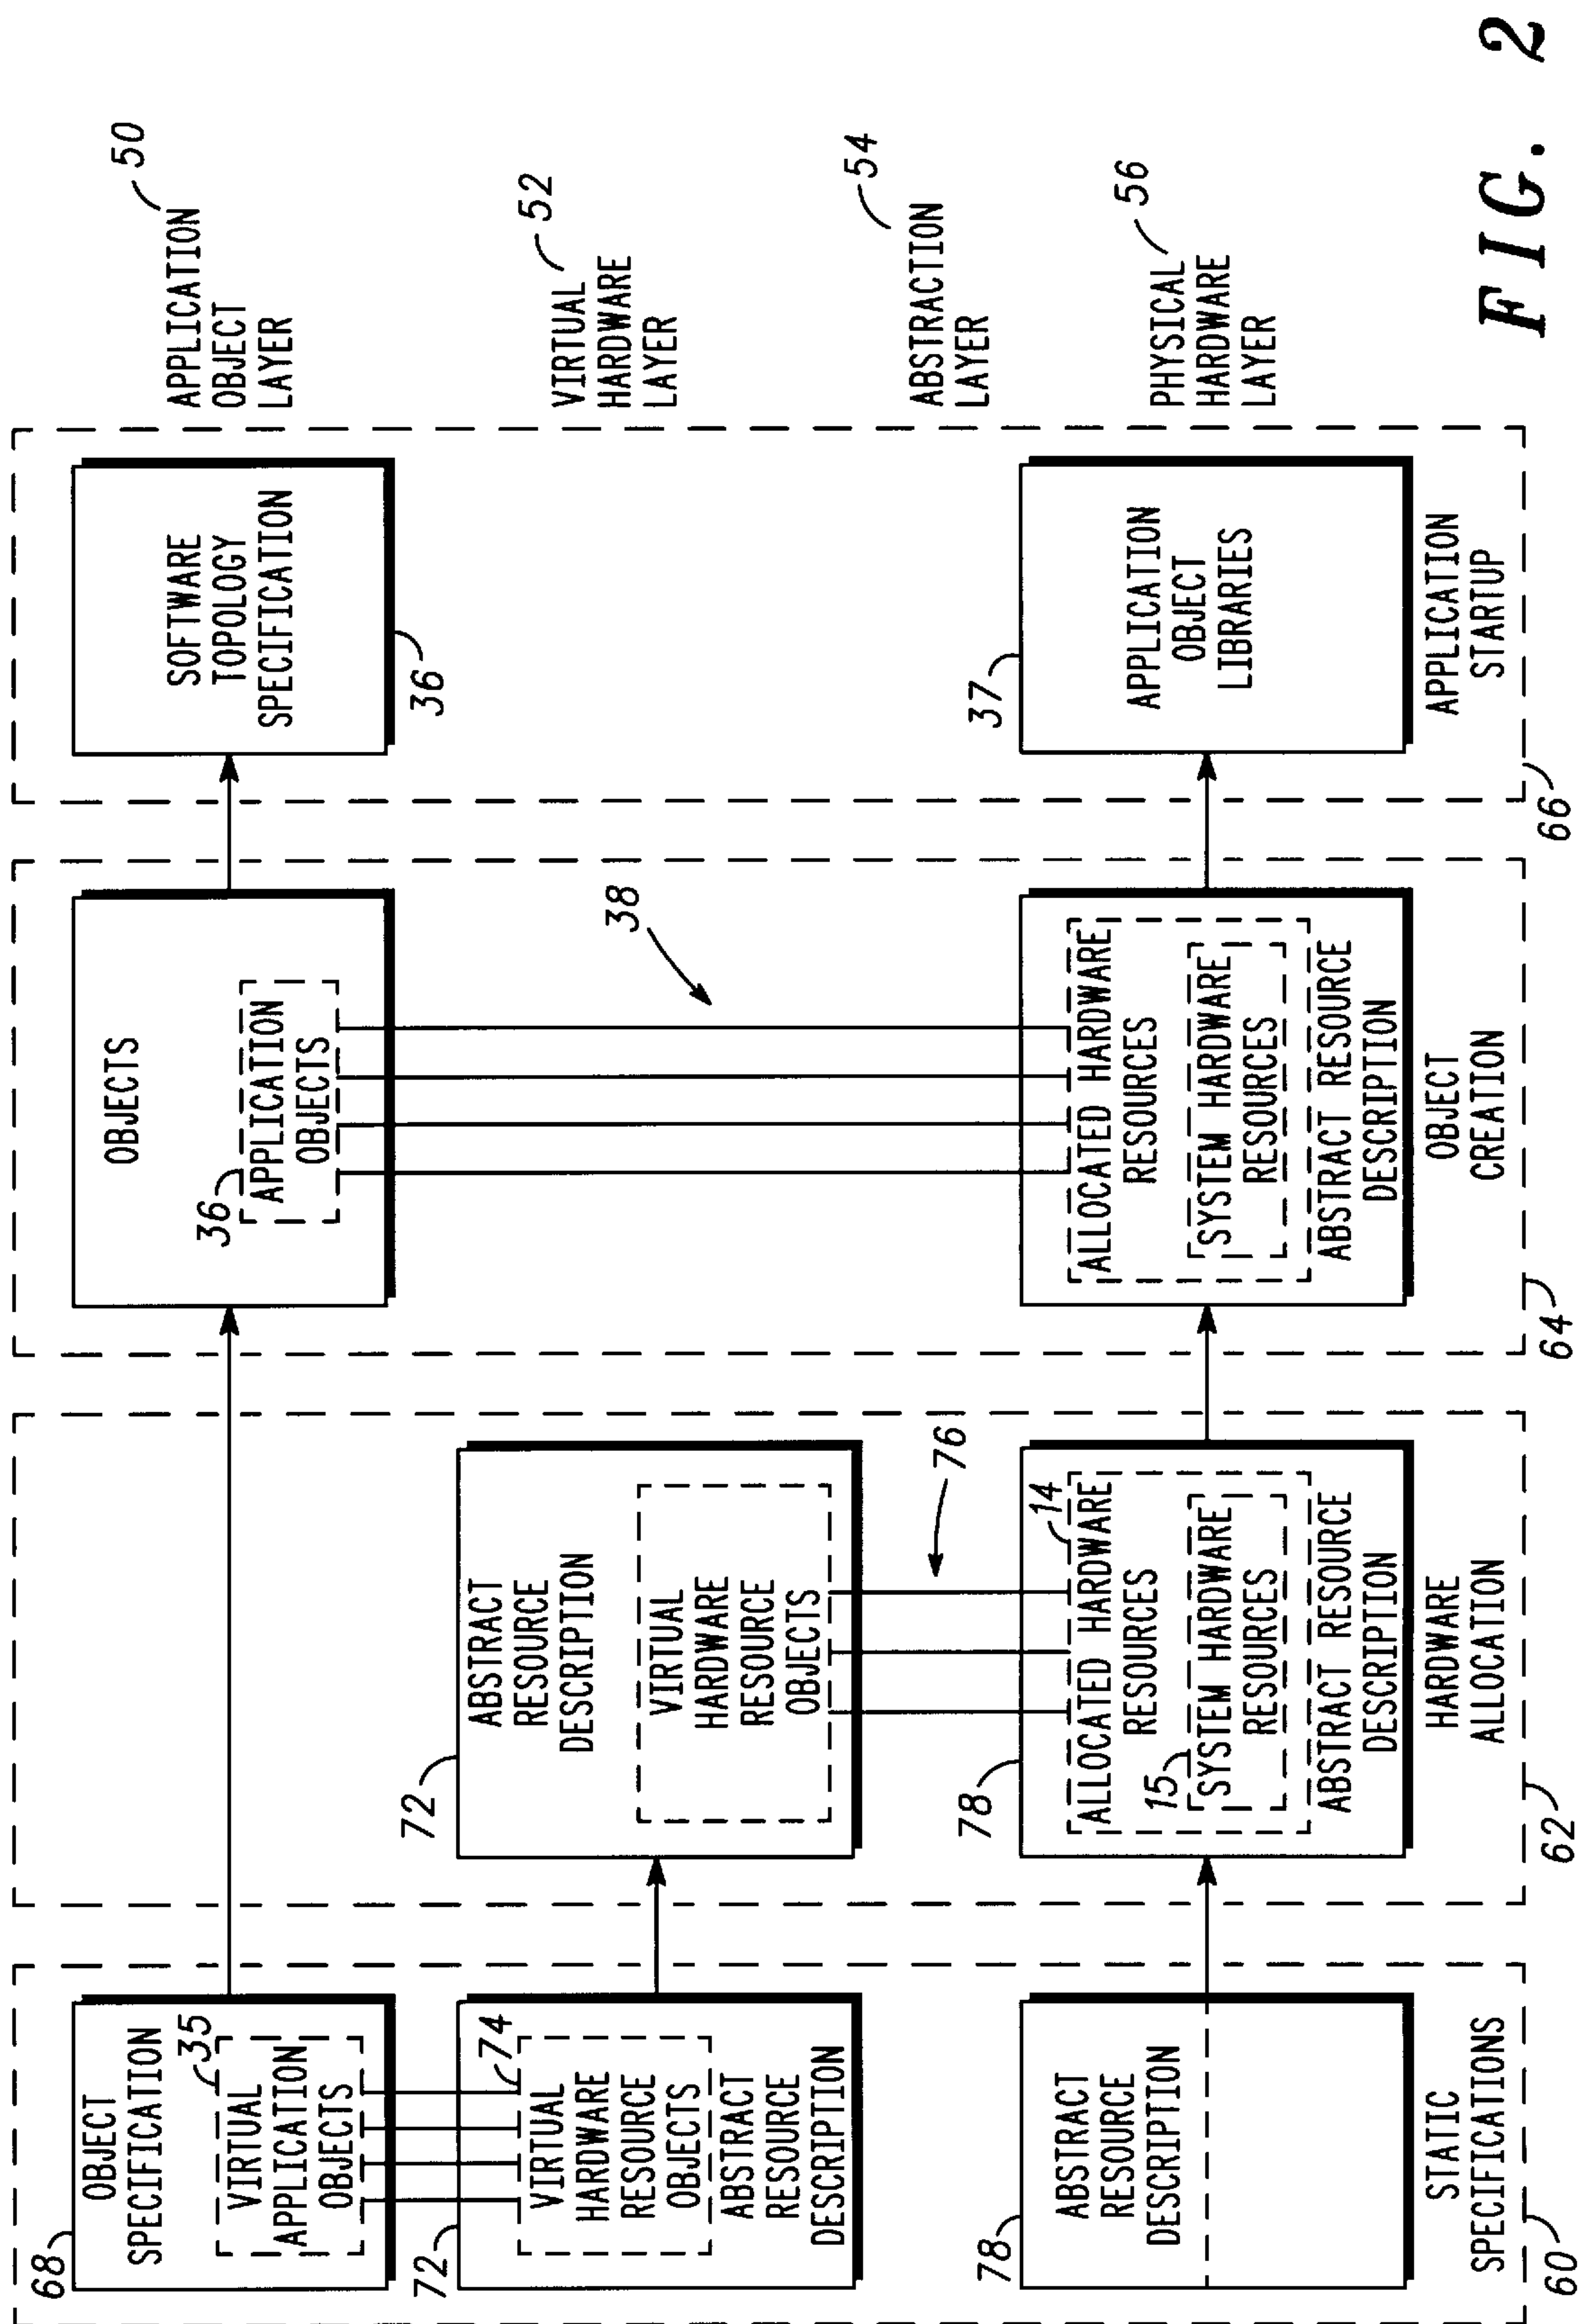 68
OBJECT
SPECIFICATION
35
VIRTUAL
APPLICATION
OBJECTS
72
74
VIRTUAL
HARDWARE
RESOURCE
OBJECTS
ABSTRACT
RESOURCE
DESCRIPTION
78
ABSTRACT
RESOURCE
DESCRIPTION
STATIC
SPECIFICATIONS
60
72
ABSTRACT
RESOURCE
DESCRIPTION
VIRTUAL
HARDWARE
RESOURCE
OBJECTS
76
78
14
ALLOCATED HARDWARE
RESOURCES
15
SYSTEM HARDWARE
RESOURCES
ABSTRACT RESOURCE
DESCRIPTION
HARDWARE
ALLOCATION
62
OBJECTS
36
APPLICATION
OBJECTS
38
ALLOCATED HARDWARE
RESOURCES
SYSTEM HARDWARE
RESOURCES
ABSTRACT RESOURCE
DESCRIPTION
OBJECT
CREATION
64
SOFTWARE
TOPOLOGY
SPECIFICATION
36
37
APPLICATION
OBJECT
LIBRARIES
APPLICATION
STARTUP
66
50
APPLICATION
OBJECT
LAYER
52
VIRTUAL
HARDWARE
LAYER
54
ABSTRACTION
LAYER
56
PHYSICAL
HARDWARE
LAYER
FIG. 2